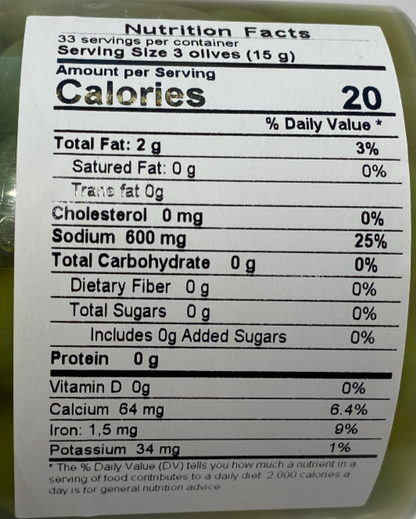 Nutrition Facts
33 servings per container
Serving Size 3 olives (15 g)
Amount per Serving
Calories 20
% Daily Value *
Total Fat: 2 g 3%
Satured Fat: 0 g 0%
Trans fat 0g
Cholesterol 0 mg 0%
Sodium 600 mg 25%
Total Carbohydrate 0 g 0%
Dietary Fiber 0 g 0%
Total Sugars 0 g 0%
Includes 0g Added Sugars 0%
Protein 0 g
Vitamin D 0g 0%
Calcium 64 mg 6.4%
Iron: 1,5 mg 9%
Potassium 34 mg 1%
* The % Daily Value (DV) tells you how much a nutrient in a
serving of food contributes to a daily diet 2 000 calories a
day is for general nutrition advice